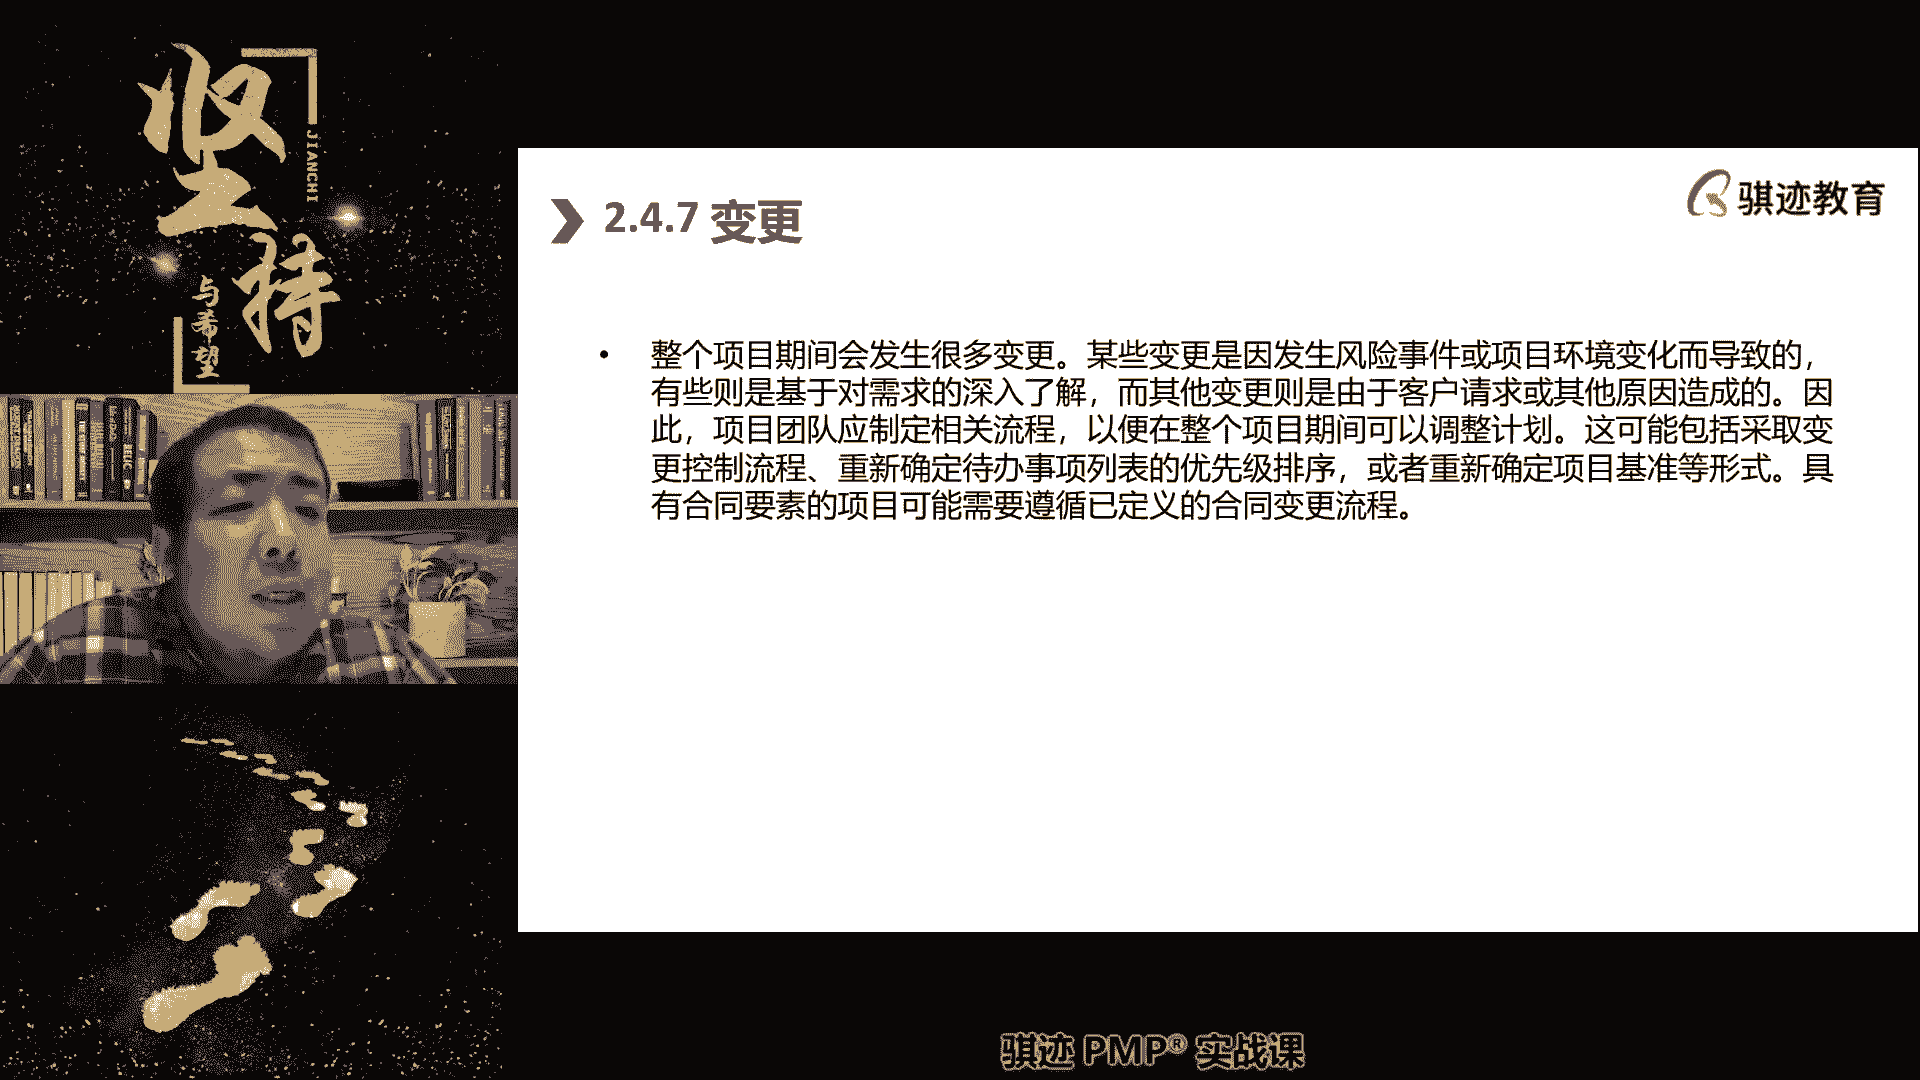 坚持
JIANCHI
与希望
骐迹教育
2.4.7 变更
• 整个项目期间会发生很多变更。某些变更是因发生风险事件或项目环境变化而导致的，
有些则是基于对需求的深入了解，而其他变更则是由于客户请求或其他原因造成的。因
此，项目团队应制定相关流程，以便在整个项目期间可以调整计划。这可能包括采取变
更控制流程、重新确定待办事项列表的优先级排序，或者重新确定项目基准等形式。具
有合同要素的项目可能需要遵循已定义的合同变更流程。
骐迹 PMP® 实战课